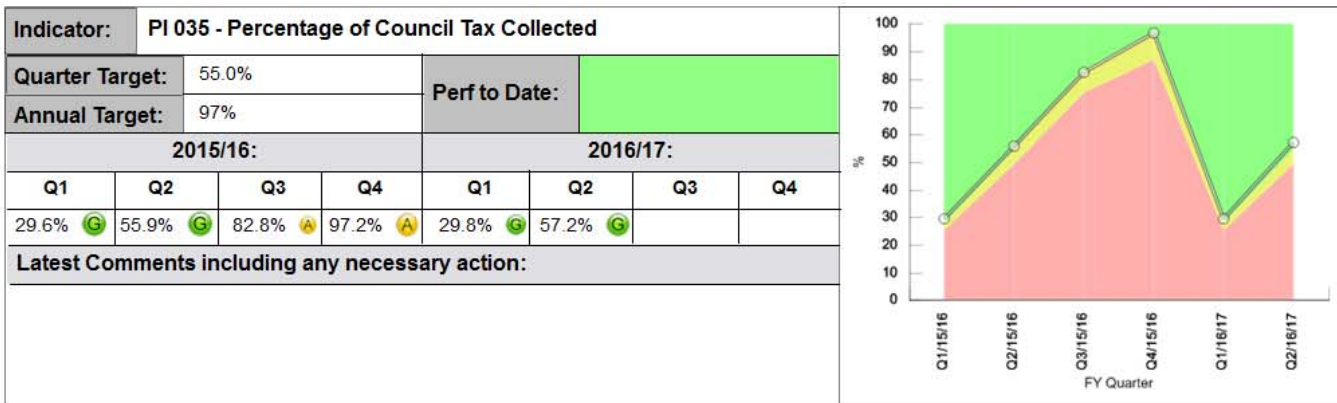 Indicator: PI 035 - Percentage of Council Tax Collected
Quarter Target: 55.0%
Annual Target: 97%
Perf to Date:
2015/16: 2016/17:
Q1 Q2 Q3 Q4 Q1 Q2 Q3 Q4
29.6% G 55.9% G 82.8% A 97.2% A 29.8% G 57.2% G
Latest Comments including any necessary action:
100
90
80
70
60
50
40
30
20
10
0
%
Q1/15/16
Q2/15/16
Q3/15/16
Q4/15/16
Q1/16/17
Q2/16/17
FY Quarter